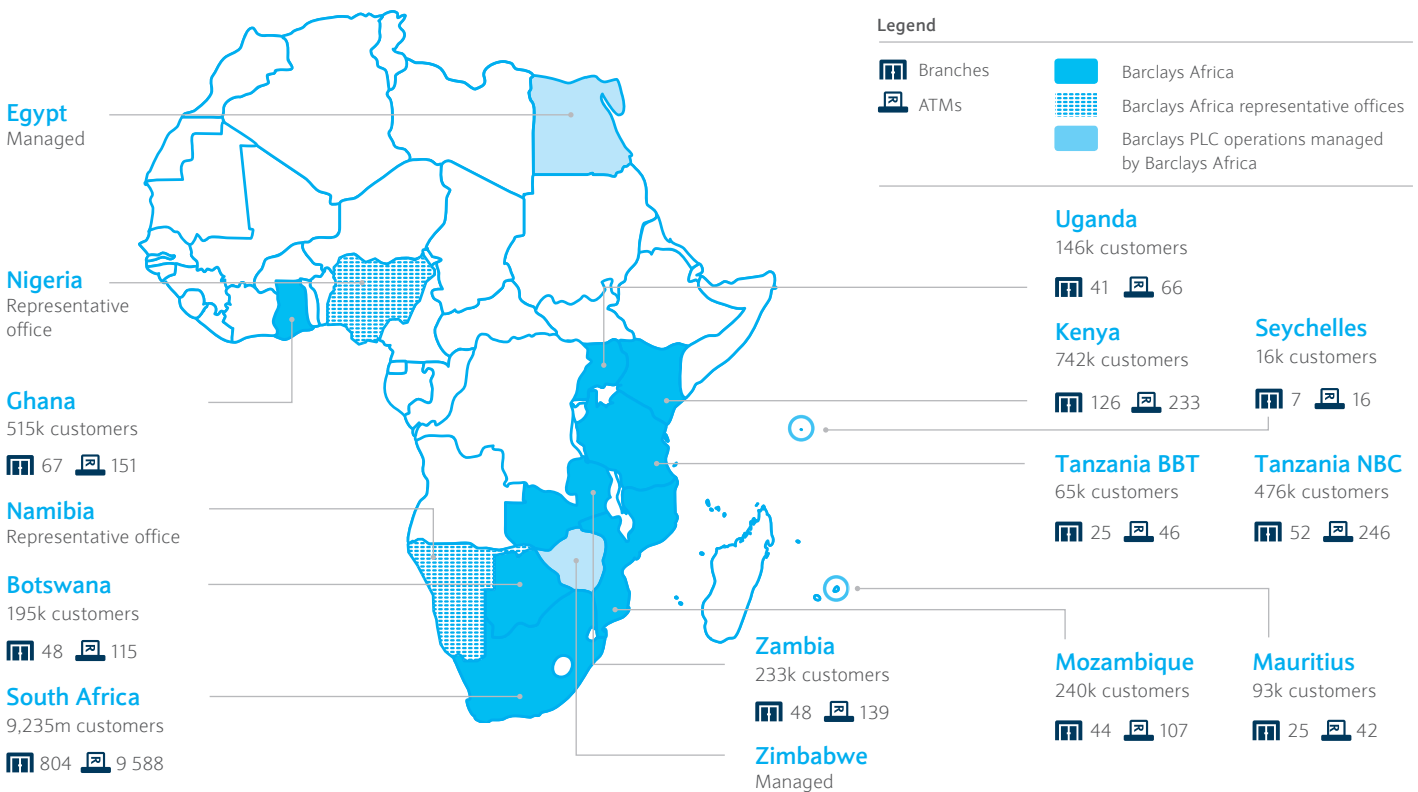 Legend
Branches
ATMs
Barclays Africa
Barclays Africa representative offices
Barclays PLC operations managed
by Barclays Africa
Egypt
Managed
Nigeria
Representative
office
Ghana
515k customers
67 R 151
Namibia
Representative office
Botswana
195k customers
48 R 115
South Africa
9,235m customers
804 R 9 588
Uganda
146k customers
41 R 66
Kenya
742k customers
126 R 233
Seychelles
16k customers
7 R 16
Tanzania BBT
65k customers
25 R 46
Tanzania NBC
476k customers
52 R 246
Zambia
233k customers
48 R 139
Zimbabwe
Managed
Mozambique
240k customers
44 R 107
Mauritius
93k customers
25 R 42